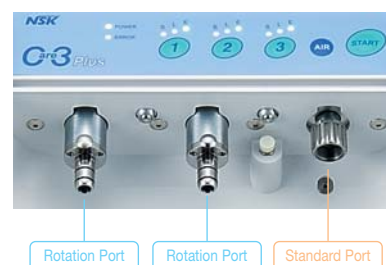 NSK
POWER
ERROR
Care3 Plus
S L E
S L E
S L E
1
2
3
AIR
START
Rotation Port
Rotation Port
Standard Port